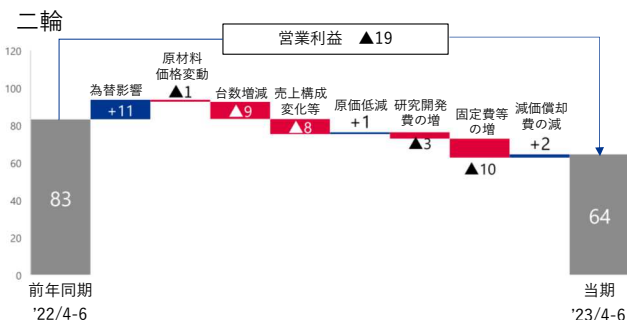 二輪
営業利益 ▲19
120
100
80
60
40
20
0
83
為替影響
+11
原材料
価格変動
▲1
台数増減
▲9
売上構成
変化等
▲8
原価低減
+1
研究開発
費の増
▲3
固定費等
の増
▲10
減価償却
費の減
+2
64
前年同期
'22/4-6
当期
'23/4-6